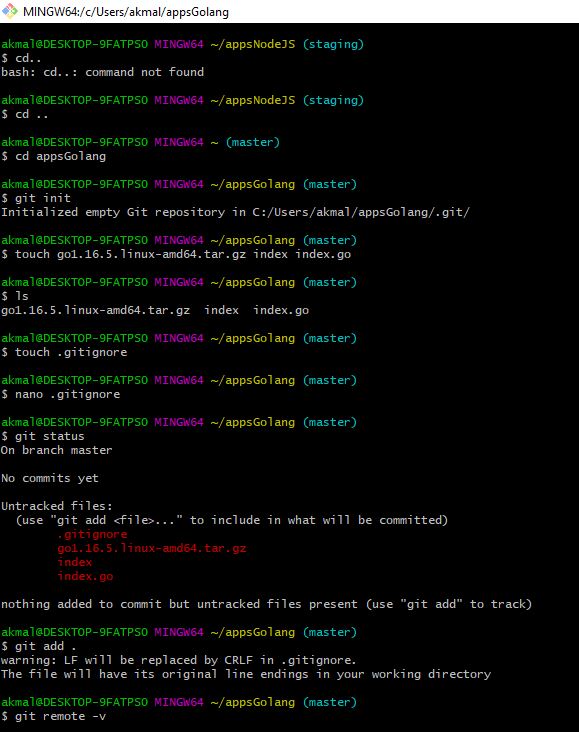 MINGW64:/c/Users/akmal/appsGolang
akmal@DESKTOP-9FATPSO MINGW64 ~/appsNodeJS (staging)
$ cd..
bash: cd..: command not found
akmal@DESKTOP-9FATPSO MINGW64 ~/appsNodeJS (staging)
$ cd ..
akmal@DESKTOP-9FATPSO MINGW64 ~ (master)
$ cd appsGolang
akmal@DESKTOP-9FATPSO MINGW64 ~/appsGolang (master)
$ git init
Initialized empty Git repository in C:/Users/akmal/appsGolang/.git/
akmal@DESKTOP-9FATPSO MINGW64 ~/appsGolang (master)
$ touch go1.16.5.linux-amd64.tar.gz index index.go
akmal@DESKTOP-9FATPSO MINGW64 ~/appsGolang (master)
$ ls
go1.16.5.linux-amd64.tar.gz  index  index.go
akmal@DESKTOP-9FATPSO MINGW64 ~/appsGolang (master)
$ touch .gitignore
akmal@DESKTOP-9FATPSO MINGW64 ~/appsGolang (master)
$ nano .gitignore
akmal@DESKTOP-9FATPSO MINGW64 ~/appsGolang (master)
$ git status
On branch master
No commits yet
Untracked files:
  (use "git add <file>..." to include in what will be committed)
        .gitignore
        go1.16.5.linux-amd64.tar.gz
        index
        index.go
nothing added to commit but untracked files present (use "git add" to track)
akmal@DESKTOP-9FATPSO MINGW64 ~/appsGolang (master)
$ git add .
warning: LF will be replaced by CRLF in .gitignore.
The file will have its original line endings in your working directory
akmal@DESKTOP-9FATPSO MINGW64 ~/appsGolang (master)
$ git remote -v